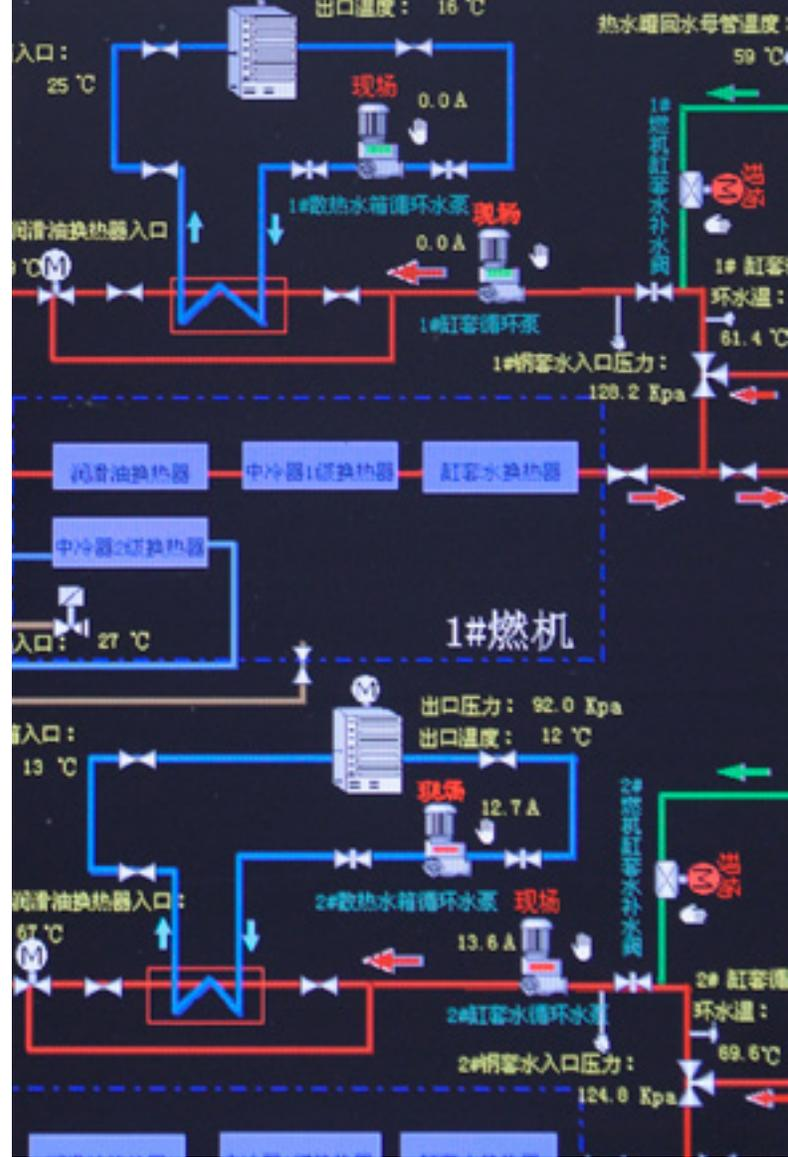 出口温度： 16 ℃
热水罐回水母管温度：
59 ℃
入口：
25 ℃
现场
0.0 A
1#燃机缸套水补水阀
M
现场
1#散热水箱循环水泵
现场
润滑油换热器入口
℃
M
0.0 A
1#缸套循环泵
1# 缸套
环水温：
61.4 ℃
1#钢套水入口压力：
128.2 Kpa
润滑油换热器
中冷器1级换热器
缸套水换热器
中冷器2级换热器
入口： 27 ℃
1#燃机
M
出口压力： 92.0 Kpa
出口温度： 12 ℃
箱入口：
13 ℃
现场
12.7 A
2#燃机缸套水补水阀
M
现场
2#散热水箱循环水泵
现场
润滑油换热器入口：
67 ℃
M
13.6 A
2#缸套水循环水泵
2# 缸套循
环水温：
69.6℃
2#钢套水入口压力：
124.8 Kpa